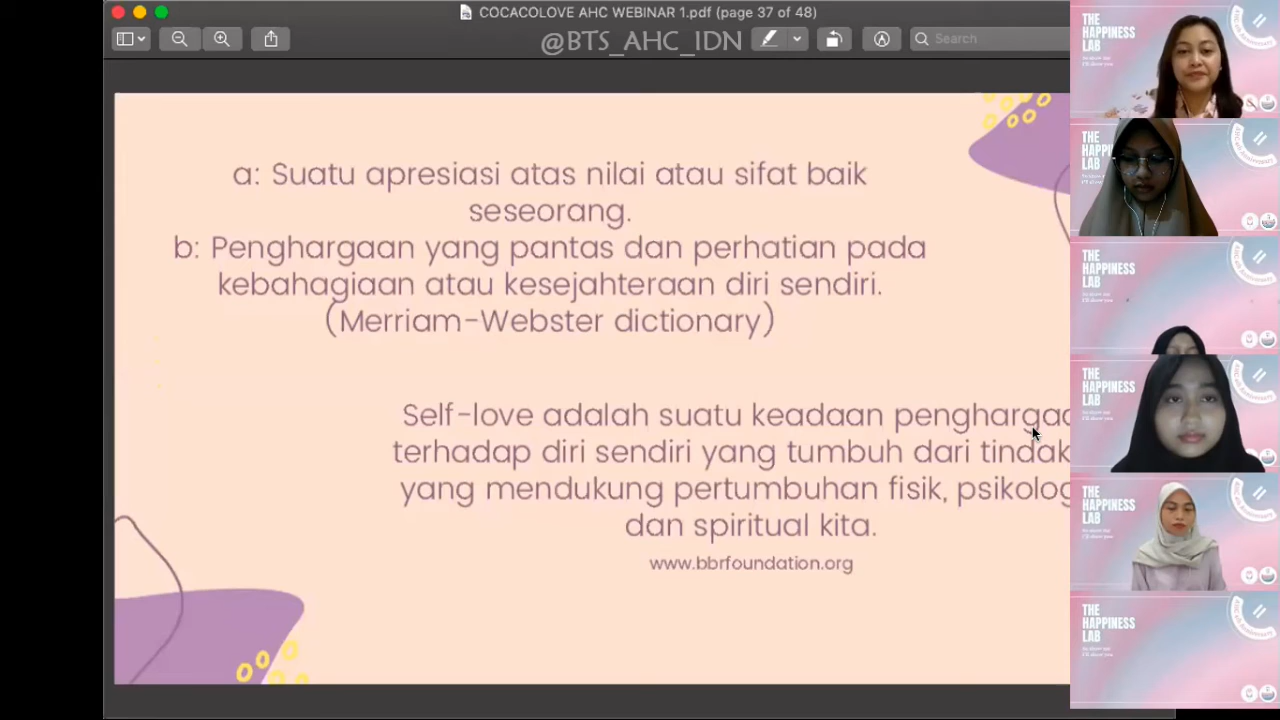 COCACOLOVE AHC WEBINAR 1.pdf (page 37 of 48)
@BTS_AHC_IDN
Search
a: Suatu apresiasi atas nilai atau sifat baik
seseorang.
b: Penghargaan yang pantas dan perhatian pada
kebahagiaan atau kesejahteraan diri sendiri.
(Merriam-Webster dictionary)
Self-love adalah suatu keadaan
terhadap diri sendiri yang tumbuh dari
yang mendukung pertumbuhan fisik,
dan spiritual kita.
www.bbrfoundation.org
THE
HAPPINESS
LAB
THE
LAB
THE
HAPPINESS
LAB
THE
HAPPINESS
LAB
THE
HAPPINESS
LAB
THE
HAPPINESS
LAB